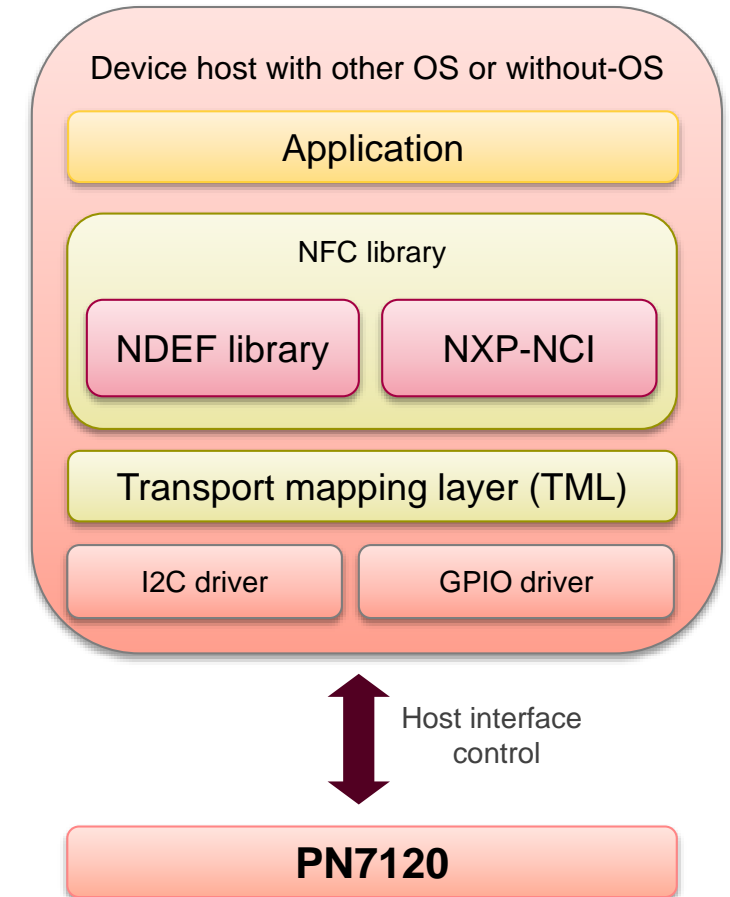 Device host with other OS or without-OS
Application
NFC library
NDEF library
NXP-NCI
Transport mapping layer (TML)
I2C driver
GPIO driver
Host interface
control
PN7120